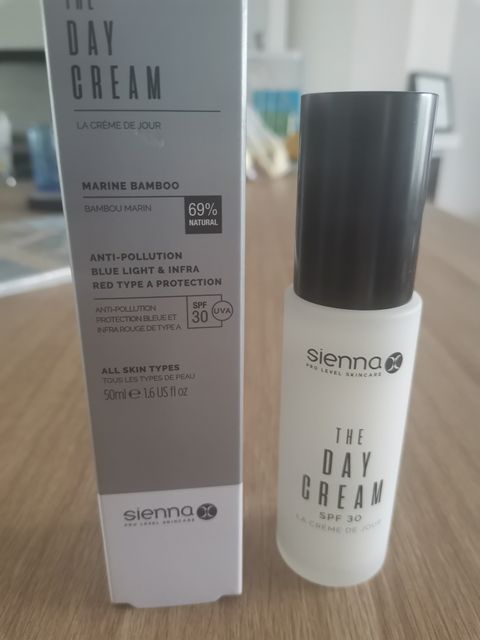 THE
DAY
CREAM
LA CRÈME DE JOUR
MARINE BAMBOO
BAMBOU MARIN
69%
NATURAL
ANTI-POLLUTION
BLUE LIGHT & INFRA
RED TYPE A PROTECTION
ANTI-POLLUTION
PROTECTION BLEUE ET
INFRA ROUGE DE TYPE A
SPF
30
UVA
ALL SKIN TYPES
TOUS LES TYPES DE PEAU
50ml e 1.6 US fl oz
sienna X
PRO LEVEL SKINCARE
sienna X
PRO LEVEL SKINCARE
THE
DAY
CREAM
SPF 30
LA CRÈME DE JOUR